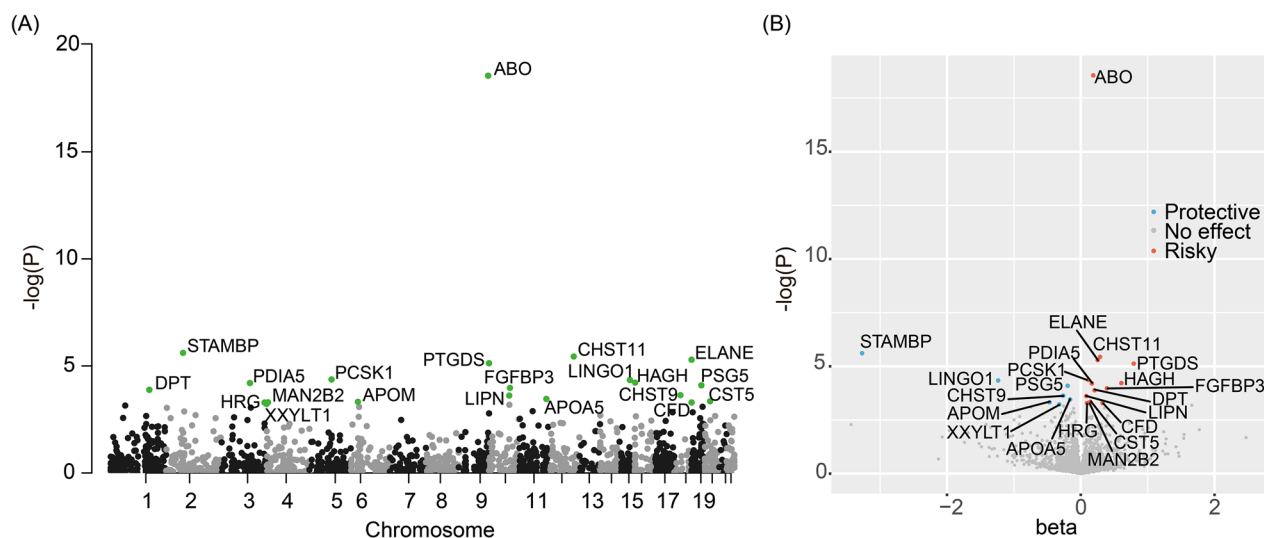 (A)
20
15
10
5
0
-log(P)
ABO
STAMBP
DPT
PDIA5
HRG
MAN2B2
XXYLT1
PCSK1
APOM
PTGDS
FGFBP3
LIPN
APOA5
CHST11
LINGO1
HAGH
CHST9
CFD
ELANE
PSG5
CST5
1 2 3 4 5 6 7 8 9 11 13 15 17 19
Chromosome
(B)
15
10
5
0
-log(P)
ABO
Protective
No effect
Risky
STAMBP
ELANE
CHST11
PDIA5
PTGDS
PCSK1
LINGO1
HAGH
PSG5
FGFBP3
CHST9
DPT
APOM
LIPN
XXYLT1
HRG
CFD
APOA5
CST5
MAN2B2
−2 0 2
beta